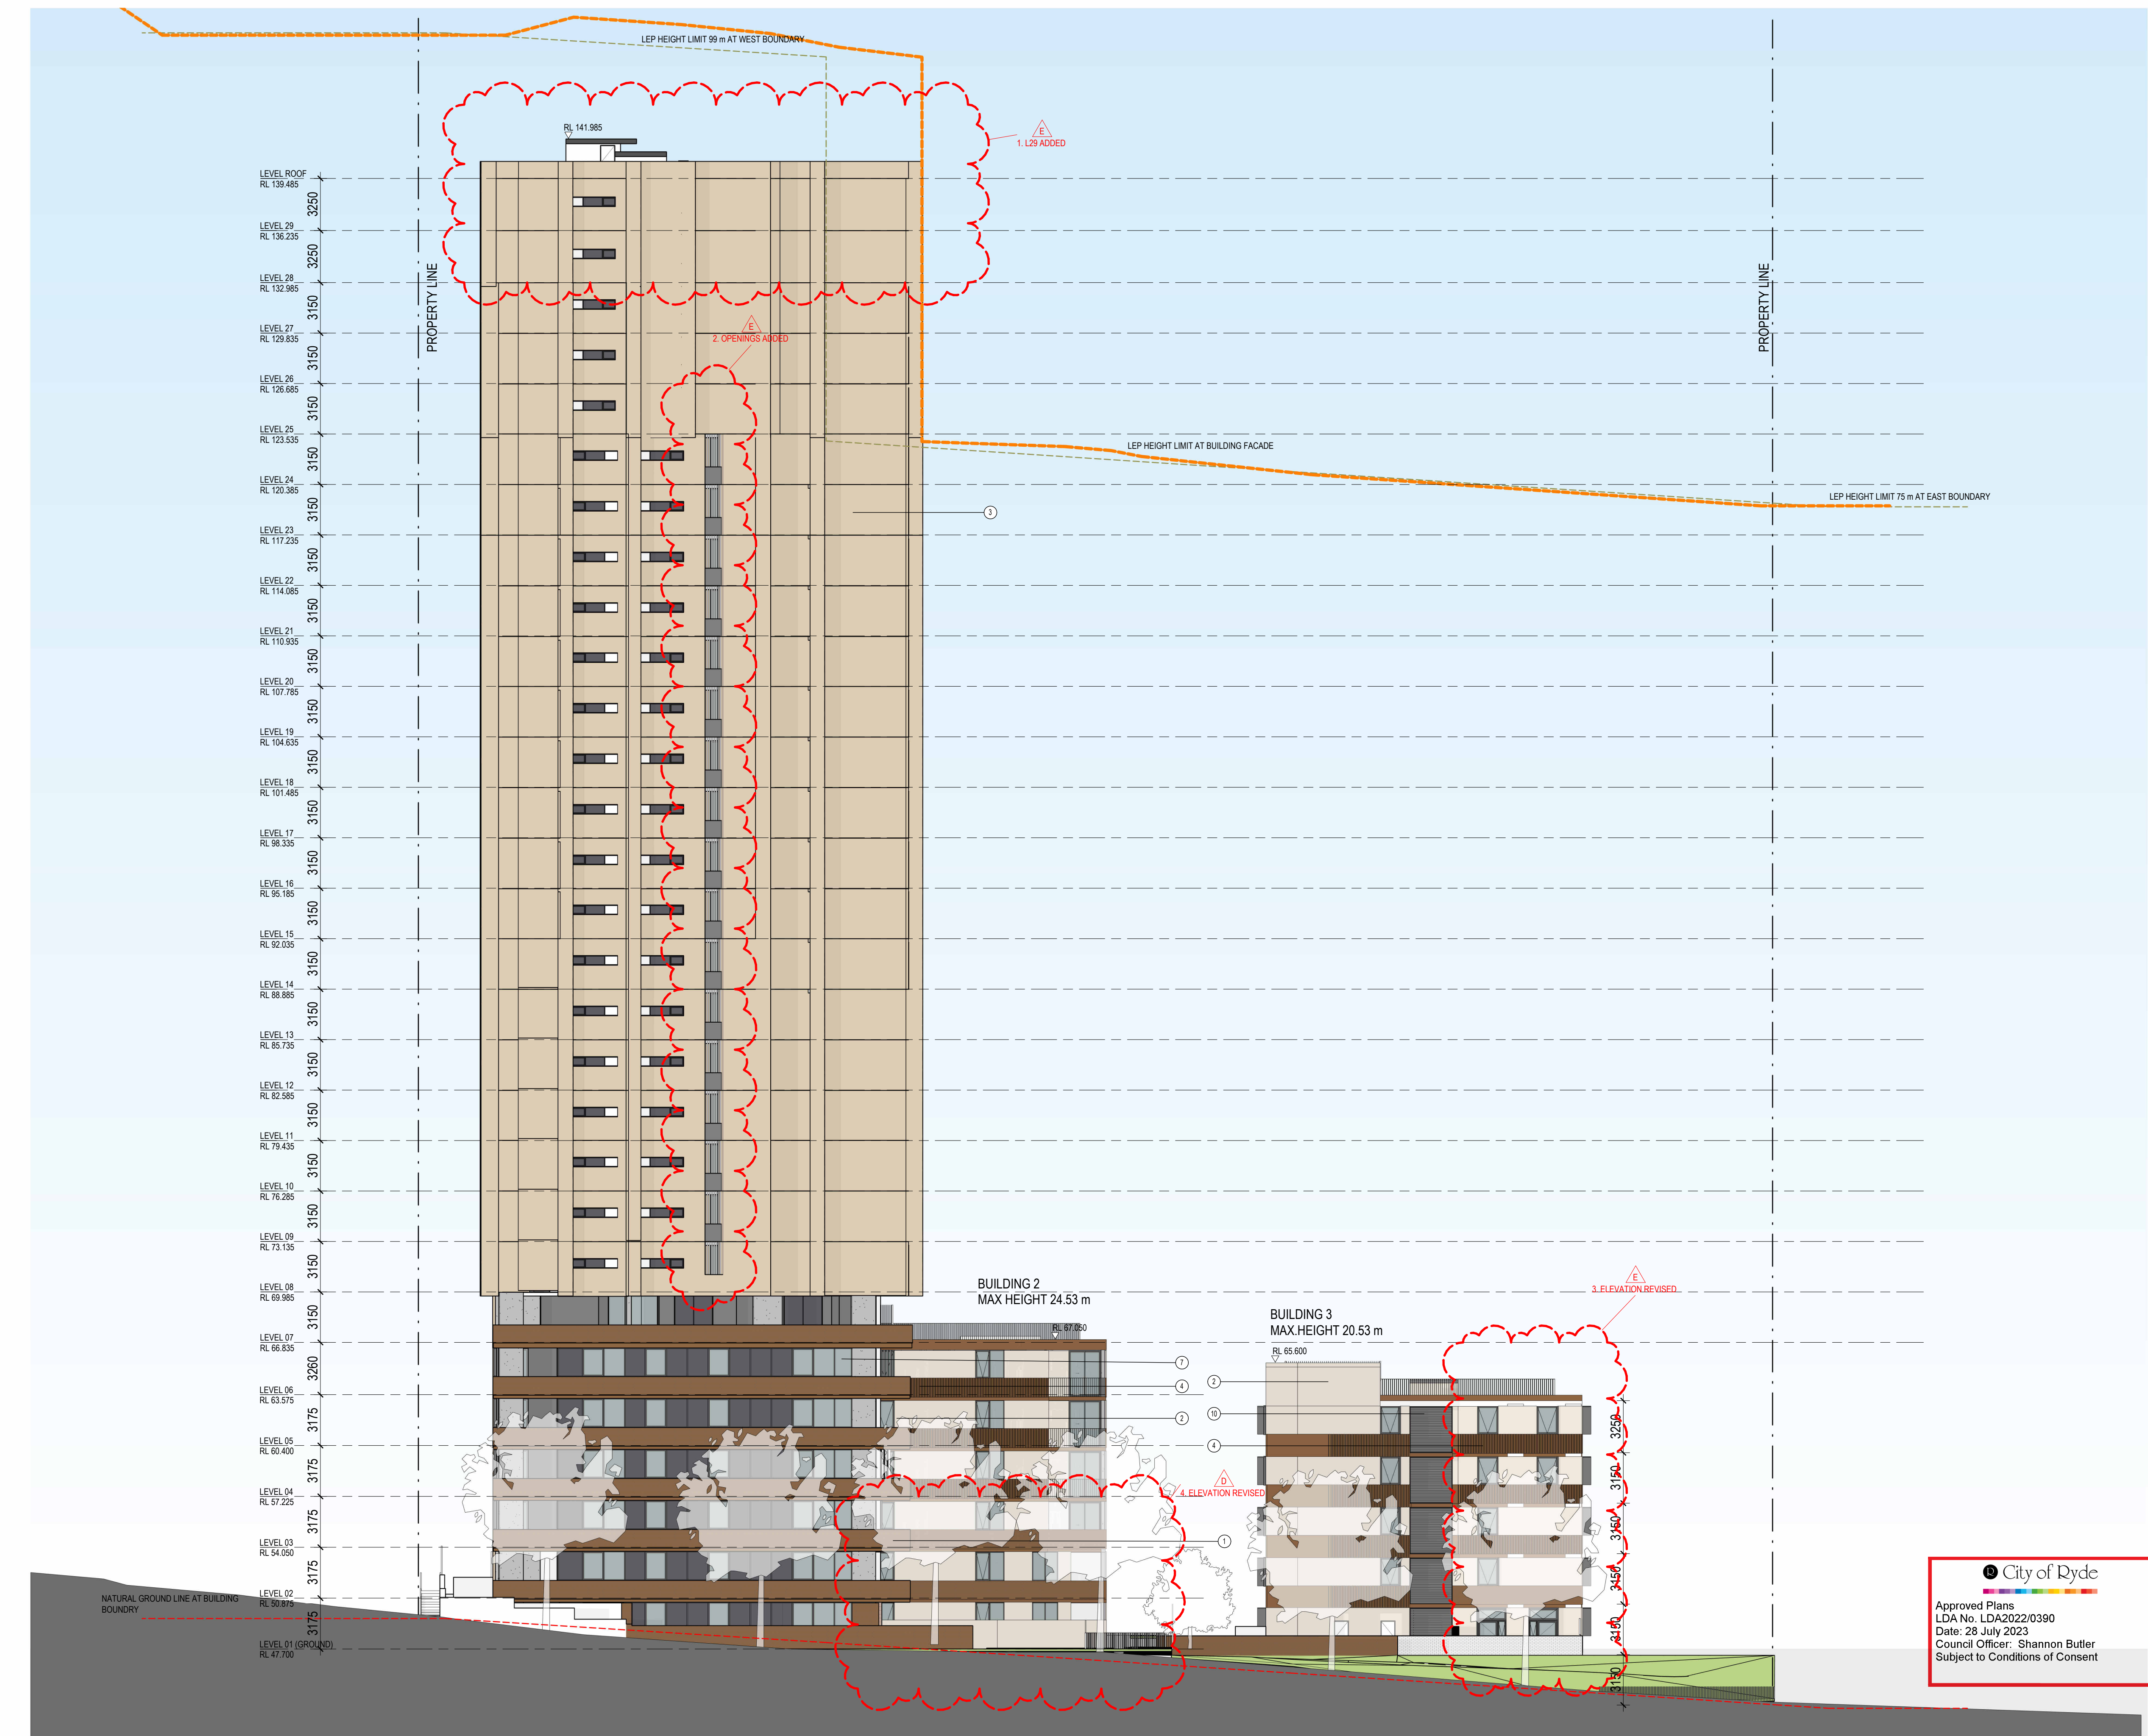 LEP HEIGHT LIMIT 99 m AT WEST BOUNDARY
RL 141.985
E
1. L29 ADDED
LEVEL ROOF
RL 139.485
3250
LEVEL 29
RL 136.235
3250
LEVEL 28
RL 132.985
3150
LEVEL 27
RL 129.835
3150
LEVEL 26
RL 126.685
3150
LEVEL 25
RL 123.535
3150
LEVEL 24
RL 120.385
3150
LEVEL 23
RL 117.235
3150
LEVEL 22
RL 114.085
3150
LEVEL 21
RL 110.935
3150
LEVEL 20
RL 107.785
3150
LEVEL 19
RL 104.635
3150
LEVEL 18
RL 101.485
3150
LEVEL 17
RL 98.335
3150
LEVEL 16
RL 95.185
3150
LEVEL 15
RL 92.035
3150
LEVEL 14
RL 88.885
3150
LEVEL 13
RL 85.735
3150
LEVEL 12
RL 82.585
3150
LEVEL 11
RL 79.435
3150
LEVEL 10
RL 76.285
3150
LEVEL 09
RL 73.135
3150
LEVEL 08
RL 69.985
3150
LEVEL 07
RL 66.835
3260
LEVEL 06
RL 63.575
3175
LEVEL 05
RL 60.400
3175
LEVEL 04
RL 57.225
3175
LEVEL 03
RL 54.050
3175
LEVEL 02
RL 50.875
3175
LEVEL 01 (GROUND)
RL 47.700
NATURAL GROUND LINE AT BUILDING
BOUNDRY
PROPERTY LINE
PROPERTY LINE
E
2. OPENINGS ADDED
LEP HEIGHT LIMIT AT BUILDING FACADE
LEP HEIGHT LIMIT 75 m AT EAST BOUNDARY
3
BUILDING 2
MAX HEIGHT 24.53 m
RL 67.050
BUILDING 3
MAX.HEIGHT 20.53 m
RL 65.600
E
3. ELEVATION REVISED
7
4
2
2
10
4
D
4. ELEVATION REVISED
1
3250
3150
3150
3150
3150
3150
City of Ryde
Approved Plans
LDA No. LDA2022/0390
Date: 28 July 2023
Council Officer: Shannon Butler
Subject to Conditions of Consent